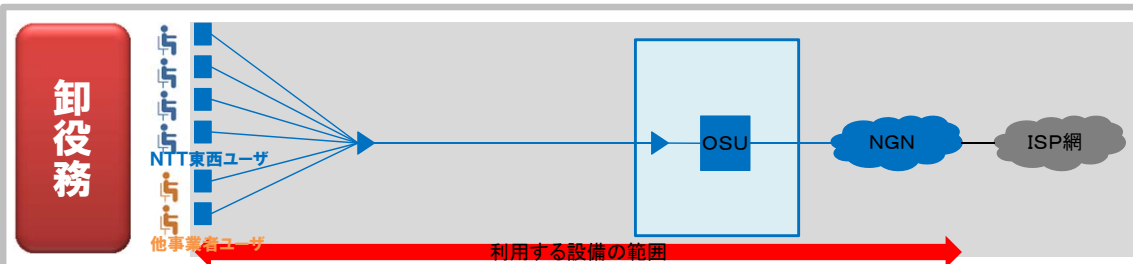 卸役務
NTT東西ユーザ
他事業者ユーザ
OSU
NGN
ISP網
利用する設備の範囲